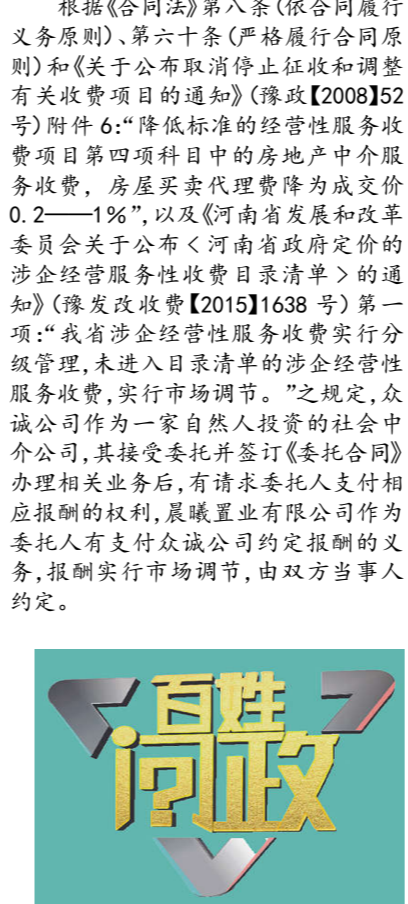 根据《合同法》第八条(依合同履行
义务原则)、第六十条(严格履行合同原
则)和《关于公布取消停止征收和调整
有关收费项目的通知》(豫政【2008】52
号)附件6:“降低标准的经营性服务收
费项目第四项科目中的房地产中介服
务收费，房屋买卖代理费降为成交价
0.2——1%”,以及《河南省发展和改革
委员会关于公布<河南省政府定价的
涉企经营服务性收费目录清单>的通
知》(豫发改收费【2015】1638 号)第一
项:“我省涉企经营性服务收费实行分
级管理,未进入目录清单的涉企经营性
服务收费,实行市场调节。”之规定,众
诚公司作为一家自然人投资的社会中
介公司,其接受委托并签订《委托合同》
办理相关业务后,有请求委托人支付相
应报酬的权利,晨曦置业有限公司作为
委托人有支付众诚公司约定报酬的义
务,报酬实行市场调节,由双方当事人
约定。
百姓
问政